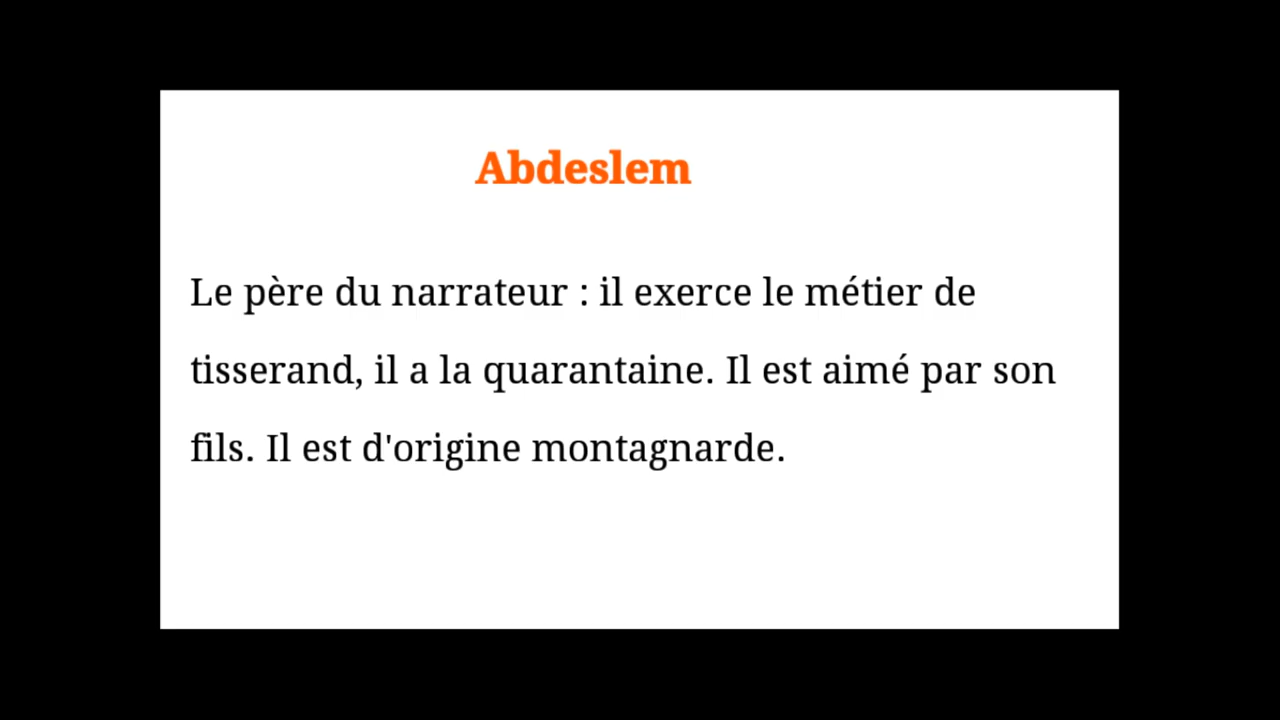 Abdeslem
Le père du narrateur : il exerce le métier de
tisserand, il a la quarantaine. Il est aimé par son
fils. Il est d'origine montagnarde.